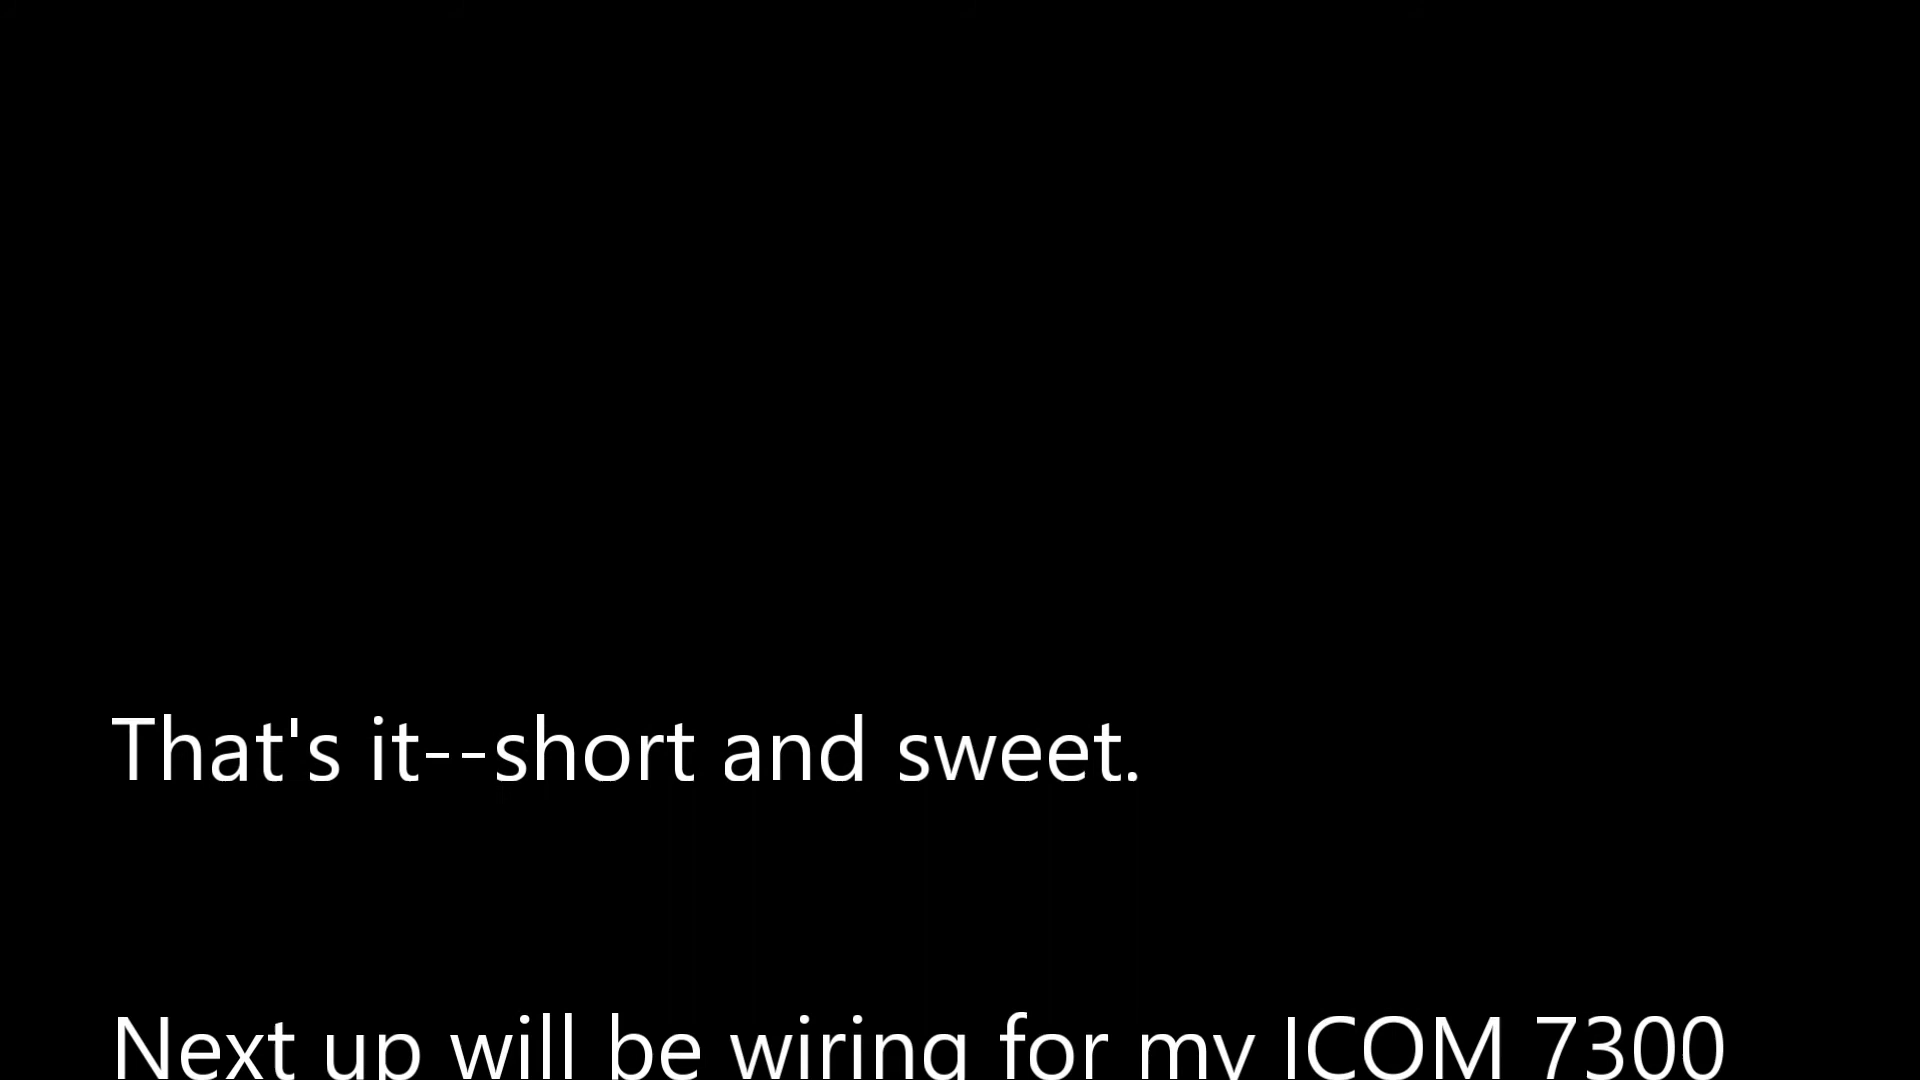 That's it--short and sweet.
Next up will be wiring for my ICOM 7300